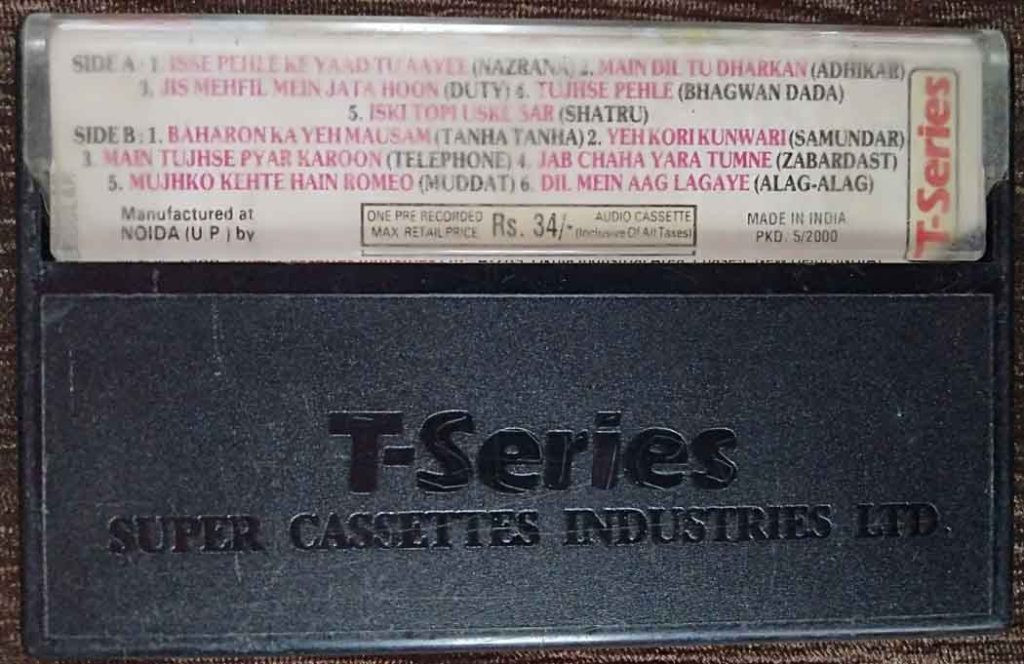 SIDE A : 1. ISSE PEHLE KE YAAD TU AAYEE (NAZRANA) 2. MAIN DIL TU DHARKAN (ADHIKAR)
3. JIS MEHFIL MEIN JATA HOON (DUTY) 4. TUJHSE PEHLE (BHAGWAN DADA)
5. ISKI TOPI USKE SAR (SHATRU)
SIDE B : 1. BAHARON KA YEH MAUSAM (TANHA TANHA) 2. YEH KORI KUNWARI (SAMUNDAR)
3. MAIN TUJHSE PYAR KAROON (TELEPHONE) 4. JAB CHAHA YARA TUMNE (ZABARDAST)
5. MUJHKO KEHTE HAIN ROMEO (MUDDAT) 6. DIL MEIN AAG LAGAYE (ALAG-ALAG)
T-Series
Manufactured at
NOIDA (U P ) by
ONE PRE RECORDED
MAX RETAIL PRICE
Rs. 34/-
AUDIO CASSETTE
(Inclusive Of All Taxes)
MADE IN INDIA
PKD. 5/2000
T-Series
SUPER CASSETTES INDUSTRIES LTD.